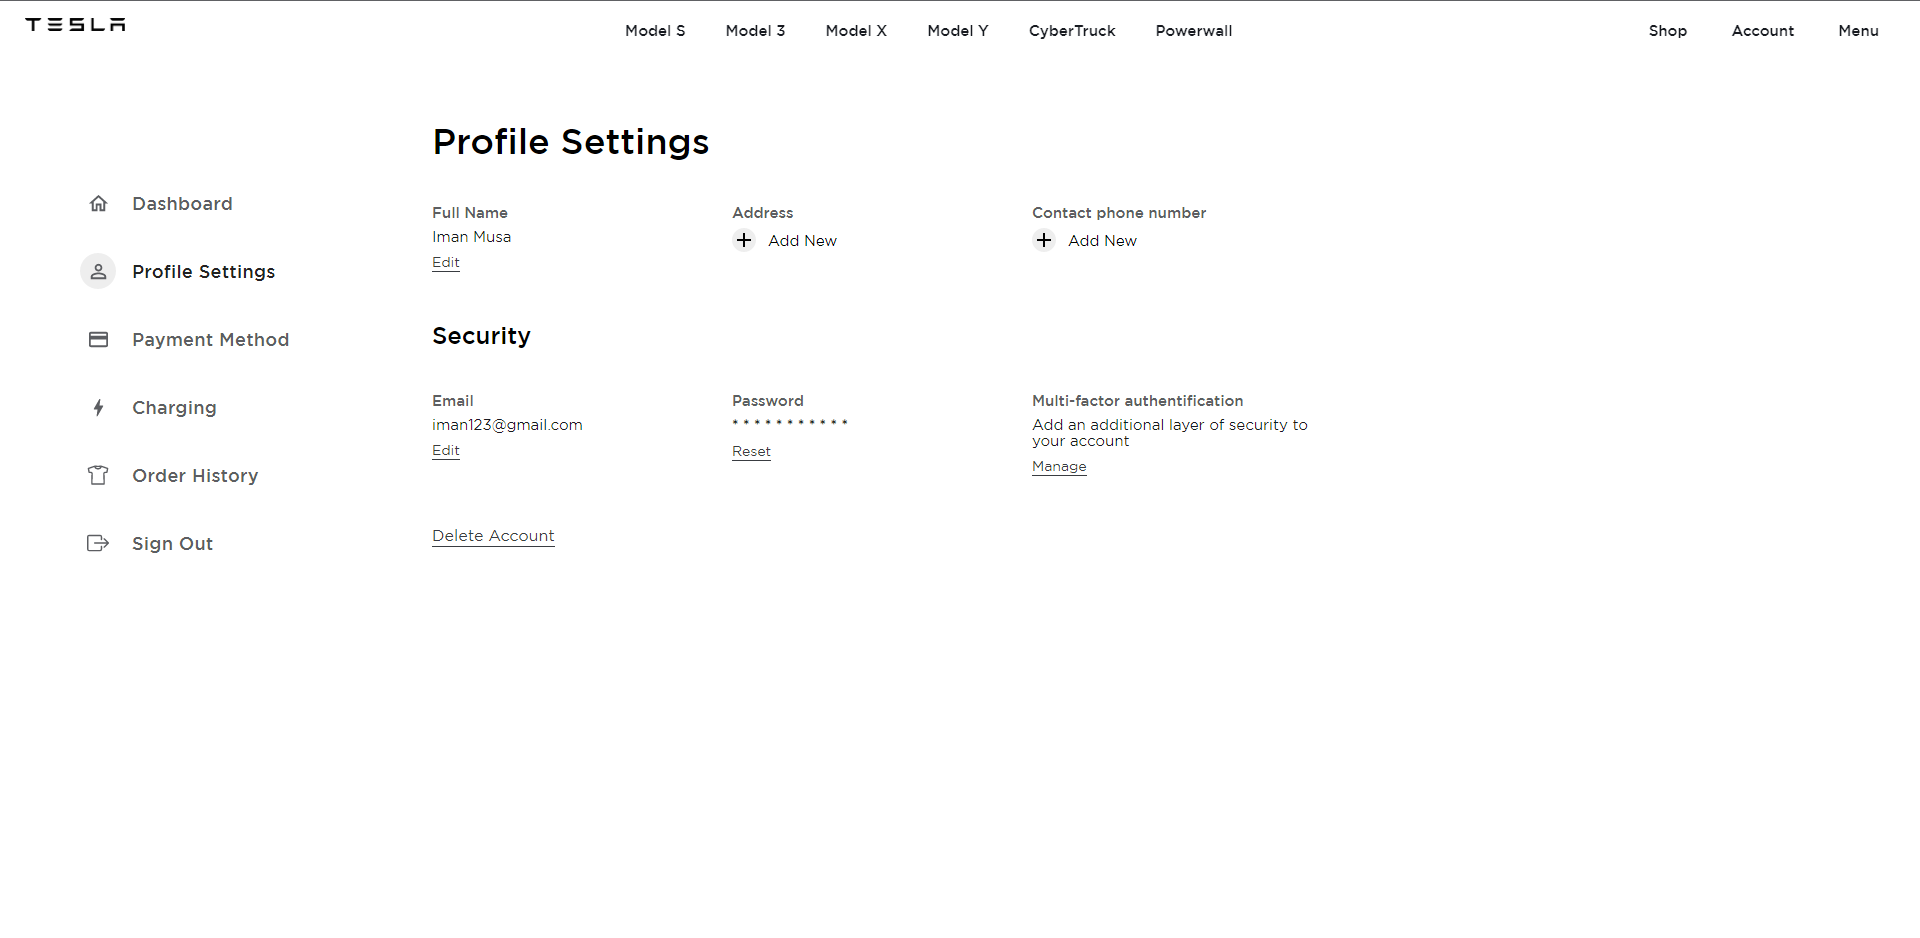 TESLA
Model S Model 3 Model X Model Y CyberTruck Powerwall
Shop Account Menu
Dashboard
Profile Settings
Payment Method
Charging
Order History
Sign Out
Profile Settings
Full Name
Iman Musa
Edit
Address
Add New
Contact phone number
Add New
Security
Email
iman123@gmail.com
Edit
Password
* * * * * * * * * * *
Reset
Multi-factor authentification
Add an additional layer of security to
your account
Manage
Delete Account